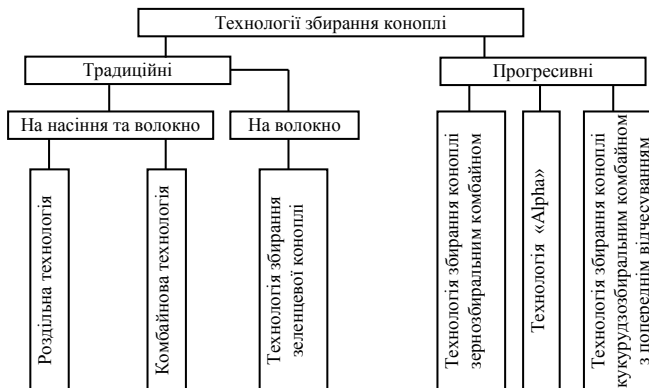 Технології збирання коноплі
Традиційні
Прогресивні
На насіння та волокно
На волокно
Роздільна технологія
Комбайнова технологія
Технологія збирання
зеленцевої коноплі
Технологія збирання коноплі
зернозбиральним комбайном
Технологія «Alpha»
Технологія збирання коноплі
кукурудзозбиральним комбайном
з попереднім відчесуванням